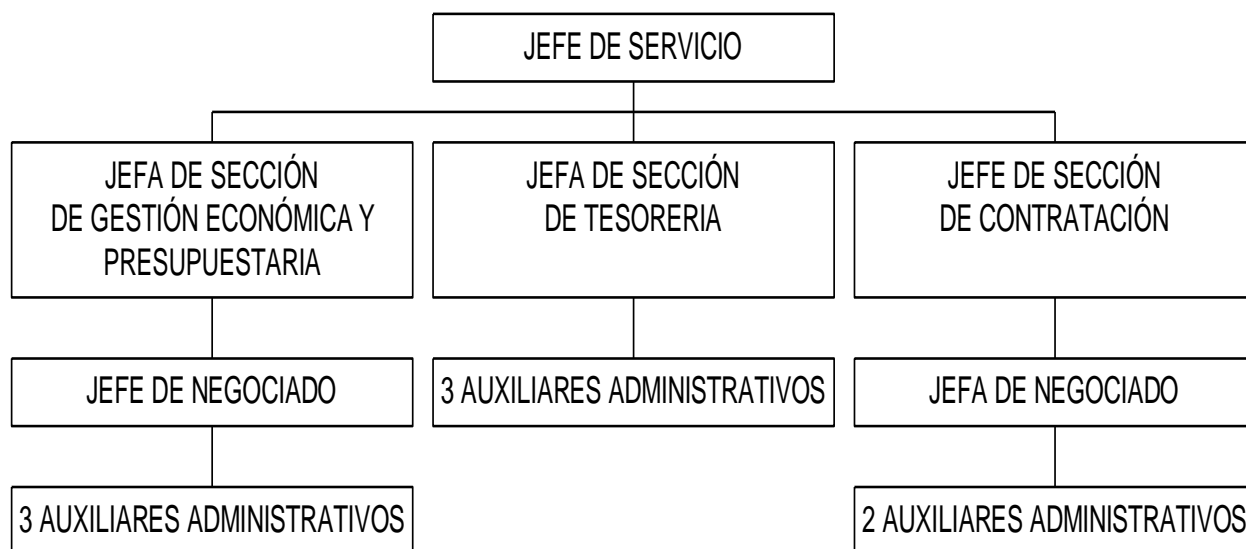 JEFE DE SERVICIO
JEFA DE SECCIÓN
DE GESTIÓN ECONÓMICA Y
PRESUPUESTARIA
JEFA DE SECCIÓN
DE TESORERIA
JEFE DE SECCIÓN
DE CONTRATACIÓN
JEFE DE NEGOCIADO
3 AUXILIARES ADMINISTRATIVOS
JEFA DE NEGOCIADO
3 AUXILIARES ADMINISTRATIVOS
2 AUXILIARES ADMINISTRATIVOS